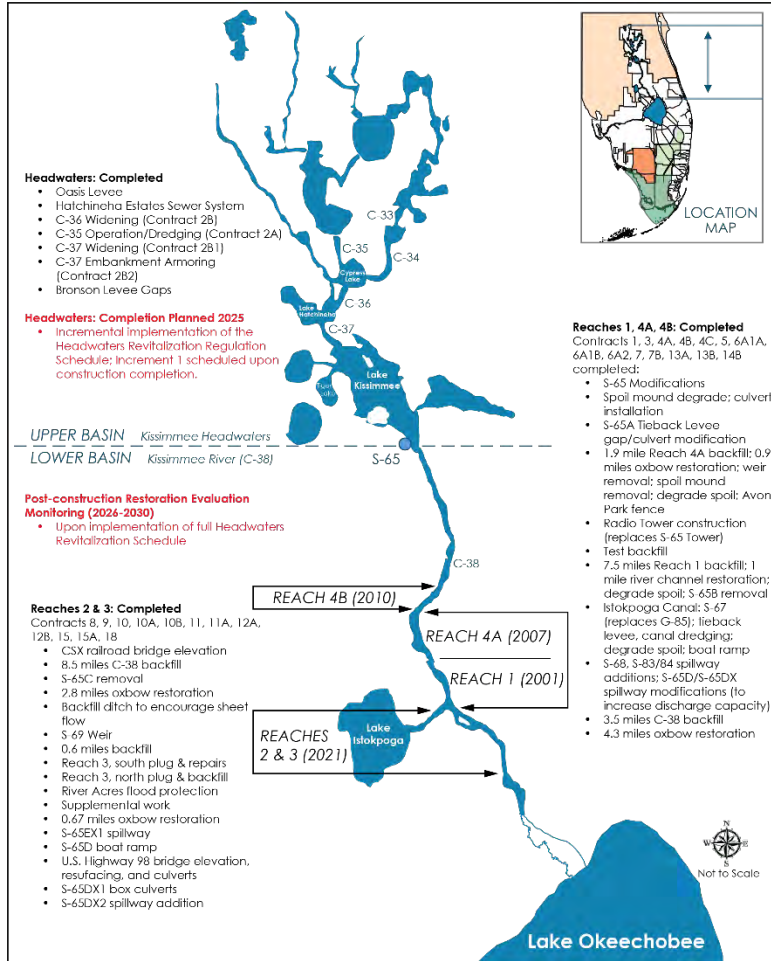 LOCATION
MAP
Headwaters: Completed
• Oasis Levee
• Hatchineha Estates Sewer System
• C-36 Widening (Contract 2B)
• C-35 Operation/Dredging (Contract 2A)
• C-37 Widening (Contract 2B1)
• C-37 Embankment Armoring
(Contract 2B2)
• Bronson Levee Gaps
Headwaters: Completion Planned 2025
• Incremental implementation of the
Headwaters Revitalization Regulation
Schedule; Increment 1 scheduled upon
construction completion.
C-33
C-35
C-34
Cypress
Lake
C-36
Lake
Hatchineha
C-37
Lake
Kissimmee
Tiger
Lake
UPPER BASIN Kissimmee Headwaters
LOWER BASIN Kissimmee River (C-38)
S-65
Post-construction Restoration Evaluation
Monitoring (2026-2030)
• Upon implementation of full Headwaters
Revitalization Schedule
C-38
REACH 4B (2010)
REACH 4A (2007)
REACH 1 (2001)
REACHES
2 & 3 (2021)
Lake
Istokpoga
Reaches 2 & 3: Completed
Contracts 8, 9, 10, 10A, 10B, 11, 11A, 12A,
12B, 15, 15A, 18
• CSX railroad bridge elevation
• 8.5 miles C-38 backfill
• S-65C removal
• 2.8 miles oxbow restoration
• Backfill ditch to encourage sheet
flow
• S-69 Weir
• 0.6 miles backfill
• Reach 3, south plug & repairs
• Reach 3, north plug & backfill
• River Acres flood protection
• Supplemental work
• 0.67 miles oxbow restoration
• S-65EX1 spillway
• S-65D boat ramp
• U.S. Highway 98 bridge elevation,
resufacing, and culverts
• S-65DX1 box culverts
• S-65DX2 spillway addition
Reaches 1, 4A, 4B: Completed
Contracts 1, 3, 4A, 4B, 4C, 5, 6A1A,
6A1B, 6A2, 7, 7B, 13A, 13B, 14B
completed:
• S-65 Modifications
• Spoil mound degrade; culvert
installation
• S-65A Tieback Levee
gap/culvert modification
• 1.9 mile Reach 4A backfill; 0.9
miles oxbow restoration; weir
removal; spoil mound
removal; degrade spoil; Avon
Park fence
• Radio Tower construction
(replaces S-65 Tower)
• Test backfill
• 7.5 miles Reach 1 backfill; 1
mile river channel restoration;
degrade spoil; S-65B removal
• Istokpoga Canal: S-67
(replaces G-85); tieback
levee, canal dredging;
degrade spoil; boat ramp
• S-68, S-83/84 spillway
additions; S-65D/S-65DX
spillway modifications (to
increase discharge capacity)
• 3.5 miles C-38 backfill
• 4.3 miles oxbow restoration
N
W E
S
Not to Scale
Lake Okeechobee